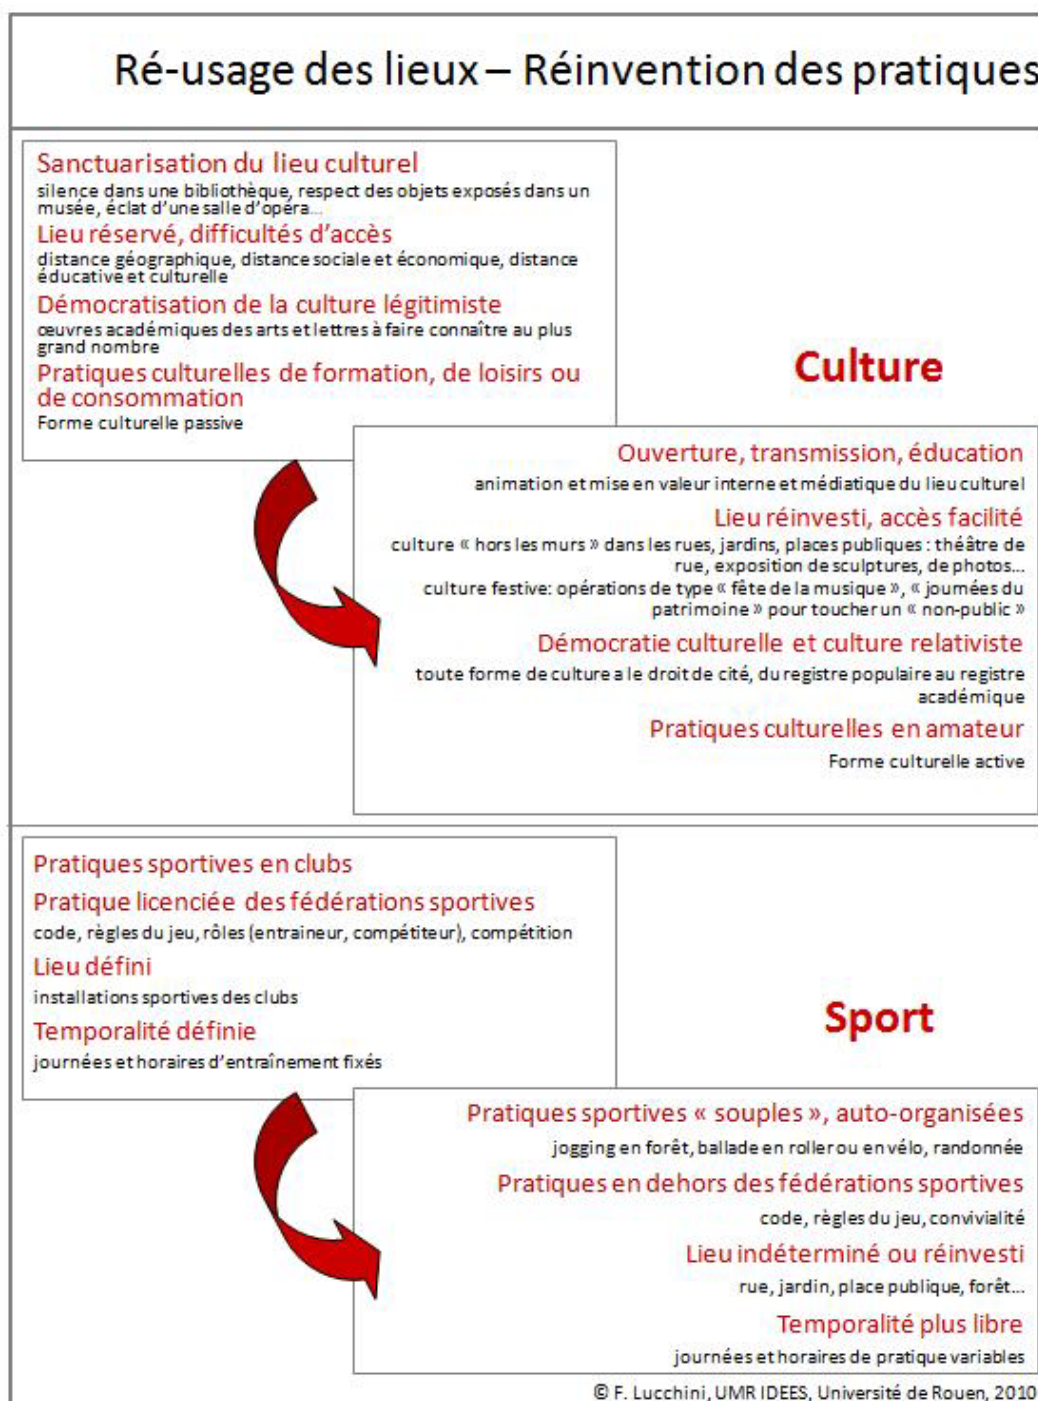 Ré-usage des lieux – Réinvention des pratiques
Sanctuarisation du lieu culturel
silence dans une bibliothèque, respect des objets exposés dans un
musée, éclat d'une salle d'opéra...
Lieu réservé, difficultés d'accès
distance géographique, distance sociale et économique, distance
éducative et culturelle
Démocratisation de la culture légitimiste
œuvres académiques des arts et lettres à faire connaître au plus
grand nombre
Pratiques culturelles de formation, de loisirs ou
de consommation
Forme culturelle passive
Culture
Ouverture, transmission, éducation
animation et mise en valeur interne et médiatique du lieu culturel
Lieu réinvesti, accès facilité
culture « hors les murs » dans les rues, jardins, places publiques : théâtre de
rue, exposition de sculptures, de photos...
culture festive: opérations de type « fête de la musique », « journées du
patrimoine » pour toucher un « non-public »
Démocratie culturelle et culture relativiste
toute forme de culture a le droit de cité, du registre populaire au registre
académique
Pratiques culturelles en amateur
Forme culturelle active
Pratiques sportives en clubs
Pratique licenciée des fédérations sportives
code, règles du jeu, rôles (entraineur, compétiteur), compétition
Lieu défini
installations sportives des clubs
Temporalité définie
journées et horaires d'entraînement fixés
Sport
Pratiques sportives « souples », auto-organisées
jogging en forêt, ballade en roller ou en vélo, randonnée
Pratiques en dehors des fédérations sportives
code, règles du jeu, convivialité
Lieu indéterminé ou réinvesti
rue, jardin, place publique, forêt...
Temporalité plus libre
journées et horaires de pratique variables
© F. Lucchini, UMR IDEES, Université de Rouen, 2010